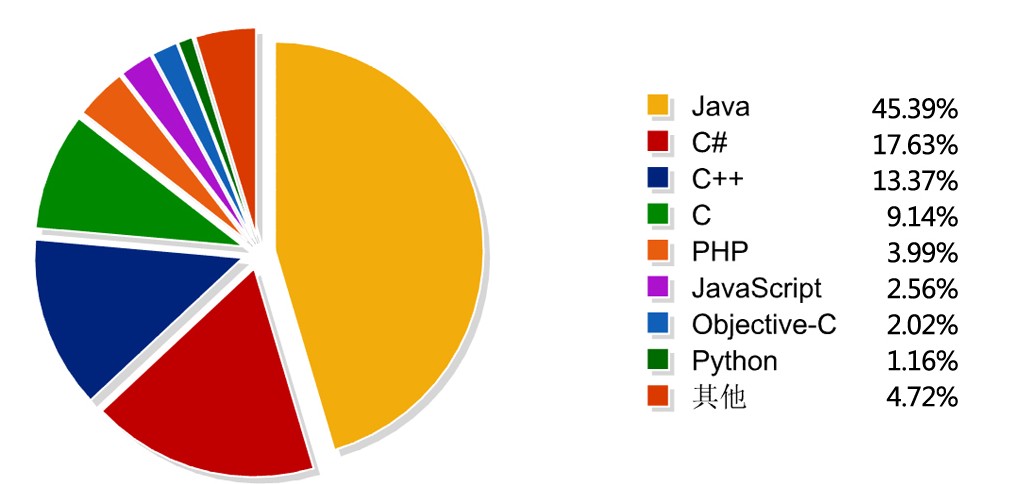 Java 45.39%
C# 17.63%
C++ 13.37%
C 9.14%
PHP 3.99%
JavaScript 2.56%
Objective-C 2.02%
Python 1.16%
其他 4.72%